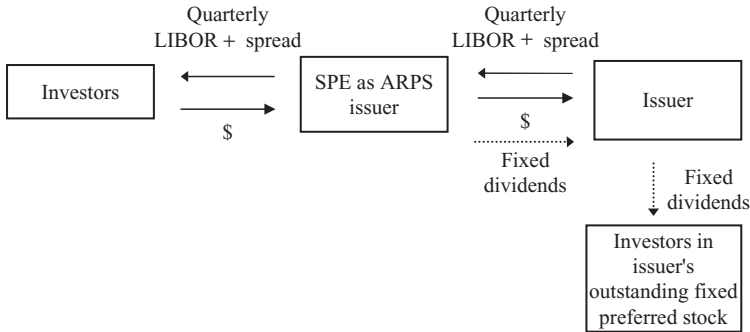 Quarterly
LIBOR + spread
Quarterly
LIBOR + spread
Investors
$
SPE as ARPS
issuer
$
Fixed
dividends
Issuer
Fixed
dividends
Investors in
issuer's
outstanding fixed
preferred stock